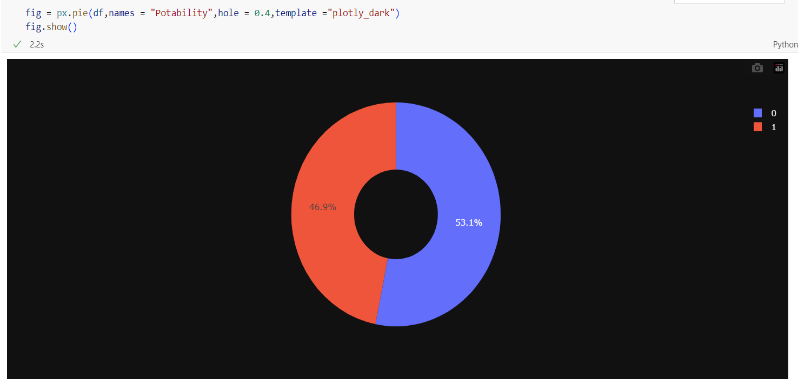 fig = px.pie(df,names = "Potability",hole = 0.4,template ="plotly_dark")
fig.show()
✓ 2.2s
Python
0
1
46.9%
53.1%